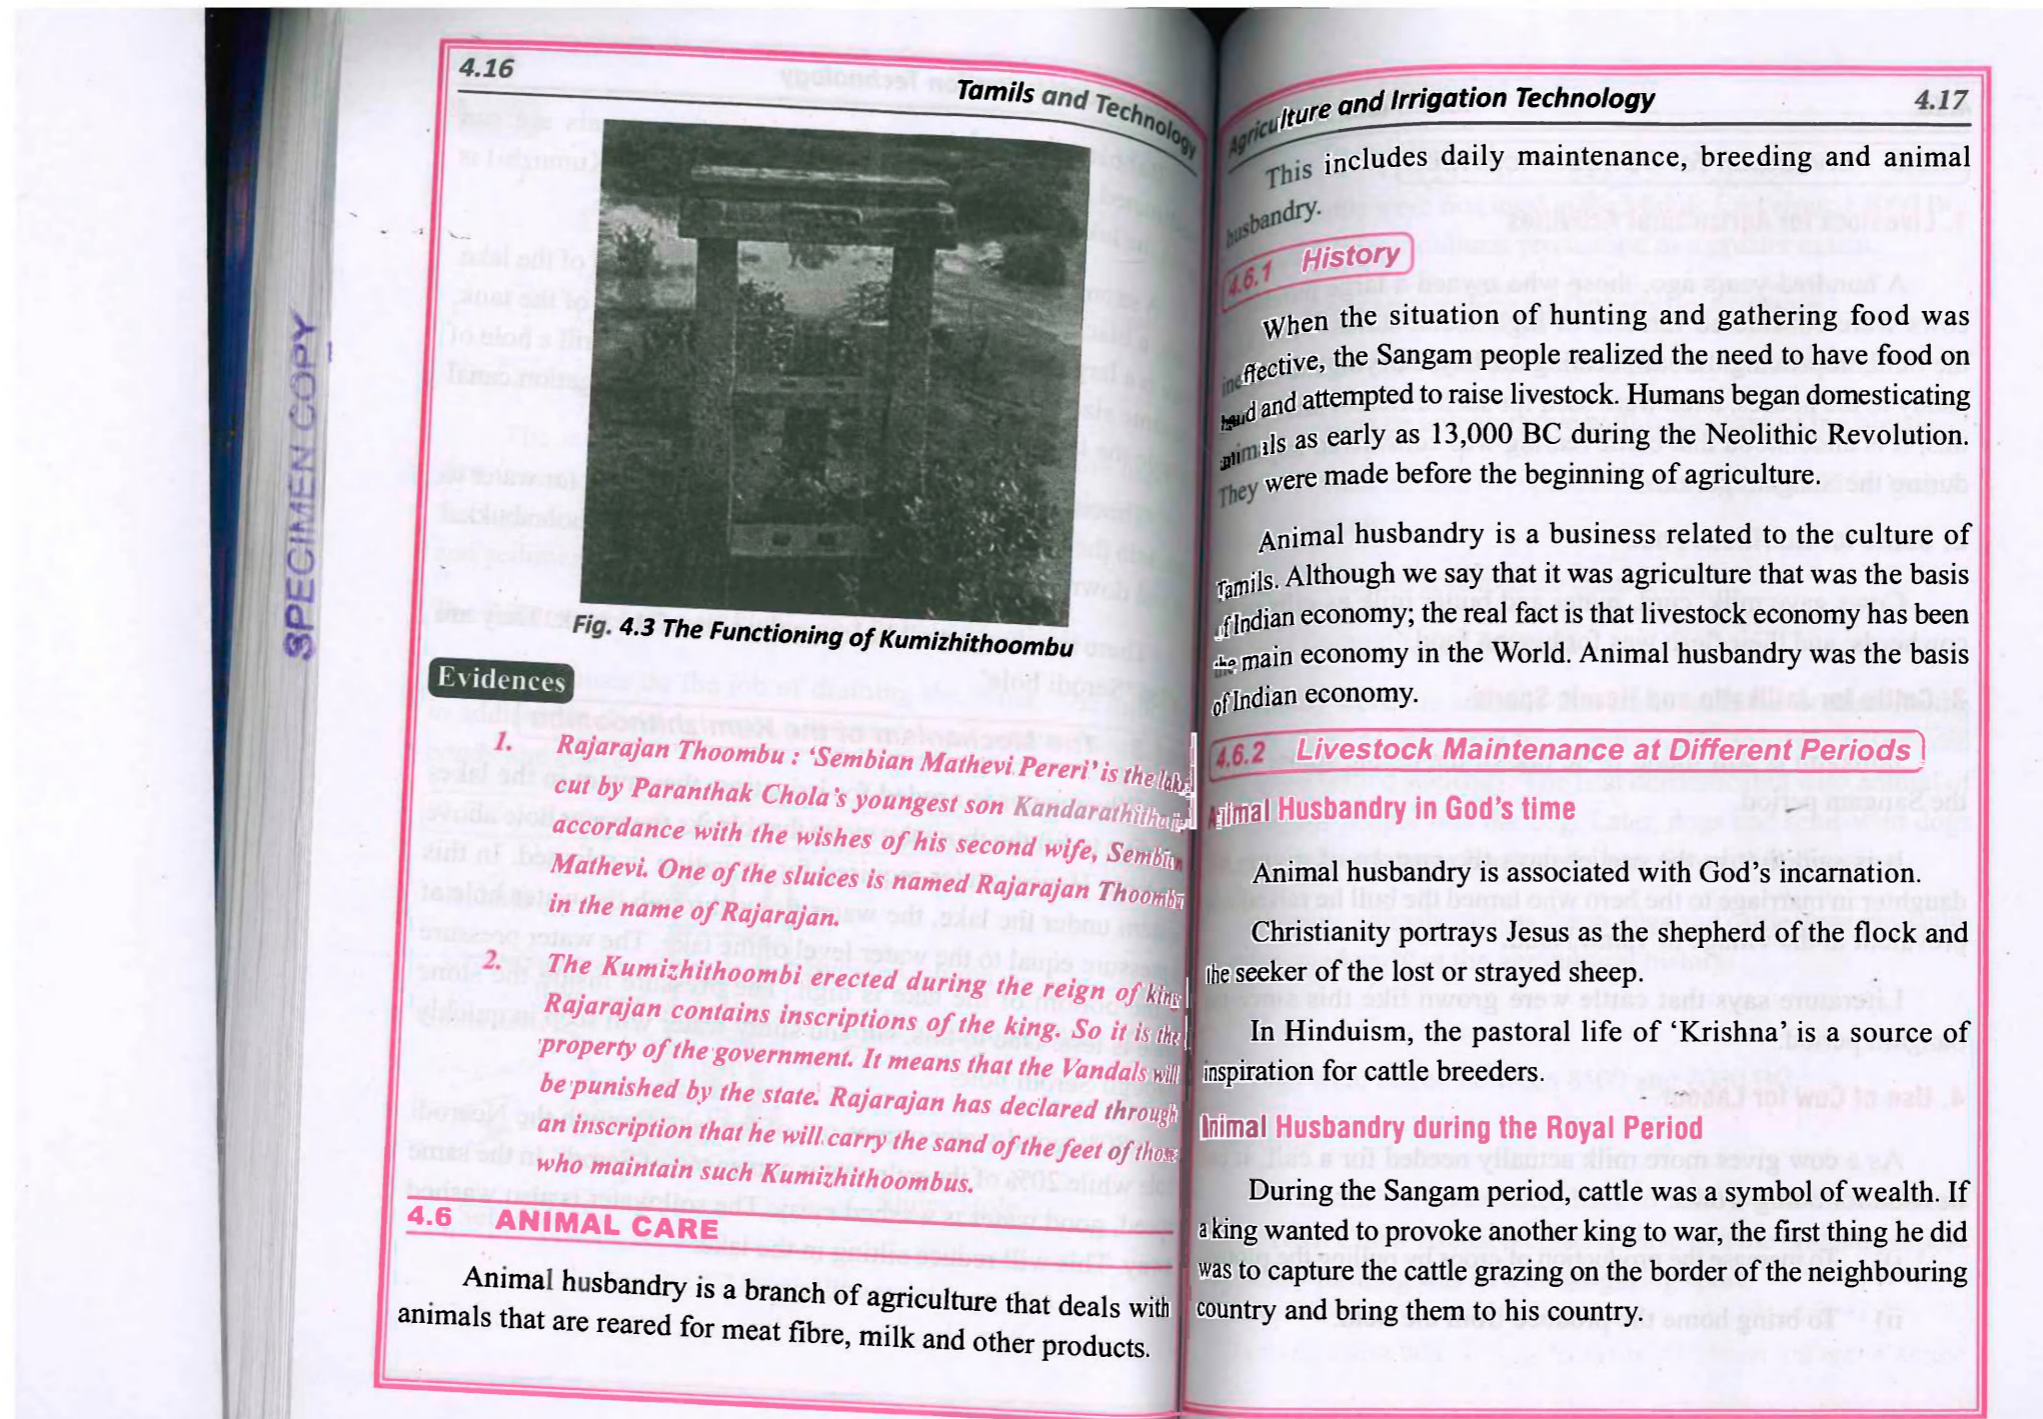 SPECIMEN COPY
4.16
Tamils and Technology
Fig. 4.3 The Functioning of Kumizhithoombu
Evidences
1. Rajarajan Thoombu : ‘Sembian Mathevi Pereri’ is the lake
cut by Paranthak Chola’s youngest son Kandarathithan
accordance with the wishes of his second wife, Sembian
Mathevi. One of the sluices is named Rajarajan Thoombu
in the name of Rajarajan.
2. The Kumizhithoombi erected during the reign of king
Rajarajan contains inscriptions of the king. So it is the
property of the government. It means that the Vandals will
be punished by the state. Rajarajan has declared through
an inscription that he will carry the sand of the feet of those
who maintain such Kumizhithoombus.
4.6 ANIMAL CARE
Animal husbandry is a branch of agriculture that deals with
animals that are reared for meat fibre, milk and other products.
Agriculture and Irrigation Technology
4.17
This includes daily maintenance, breeding and animal
husbandry.
4.6.1 History
When the situation of hunting and gathering food was
ineffective, the Sangam people realized the need to have food on
hand and attempted to raise livestock. Humans began domesticating
animals as early as 13,000 BC during the Neolithic Revolution.
They were made before the beginning of agriculture.
Animal husbandry is a business related to the culture of
Tamils. Although we say that it was agriculture that was the basis
of Indian economy; the real fact is that livestock economy has been
the main economy in the World. Animal husbandry was the basis
of Indian economy.
4.6.2 Livestock Maintenance at Different Periods
Animal Husbandry in God’s time
Animal husbandry is associated with God’s incarnation.
Christianity portrays Jesus as the shepherd of the flock and
the seeker of the lost or strayed sheep.
In Hinduism, the pastoral life of ‘Krishna’ is a source of
inspiration for cattle breeders.
Animal Husbandry during the Royal Period
During the Sangam period, cattle was a symbol of wealth. If
a king wanted to provoke another king to war, the first thing he did
was to capture the cattle grazing on the border of the neighbouring
country and bring them to his country.